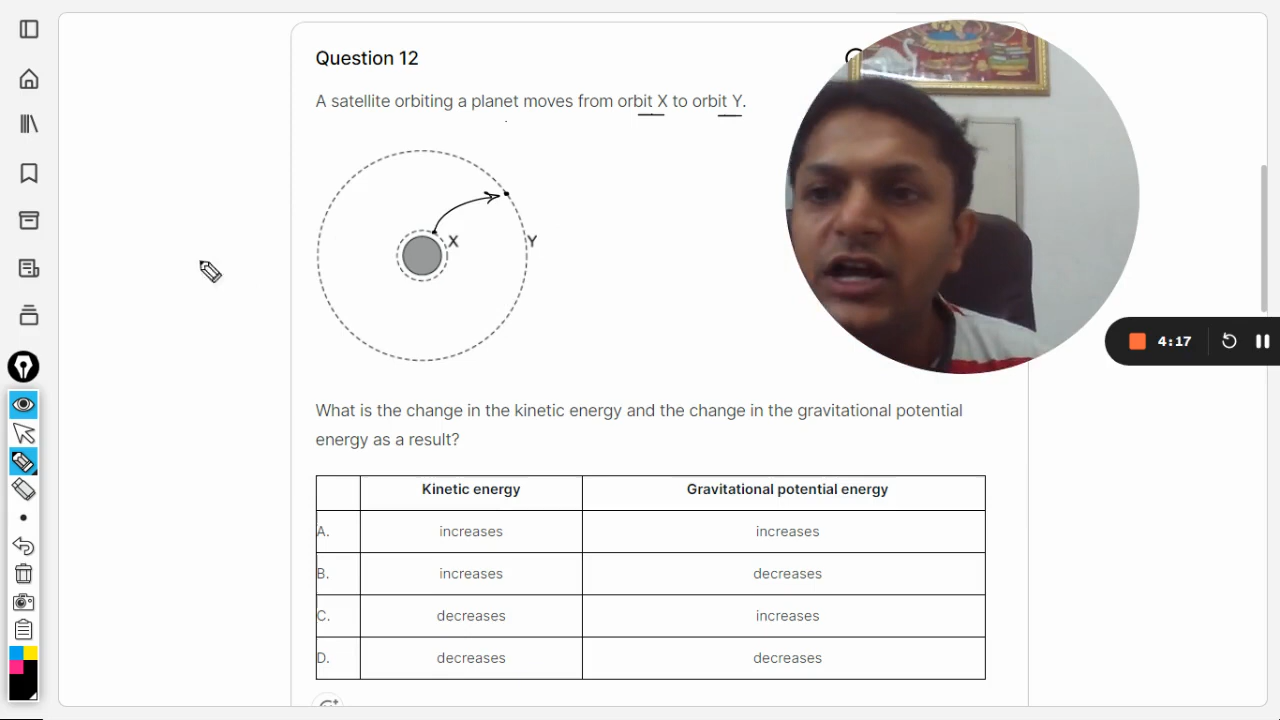 Question 12
A satellite orbiting a planet moves from orbit X to orbit Y.
X
Y
4:17
What is the change in the kinetic energy and the change in the gravitational potential
energy as a result?
Kinetic energy Gravitational potential energy
A. increases increases
B. increases decreases
C. decreases increases
D. decreases decreases